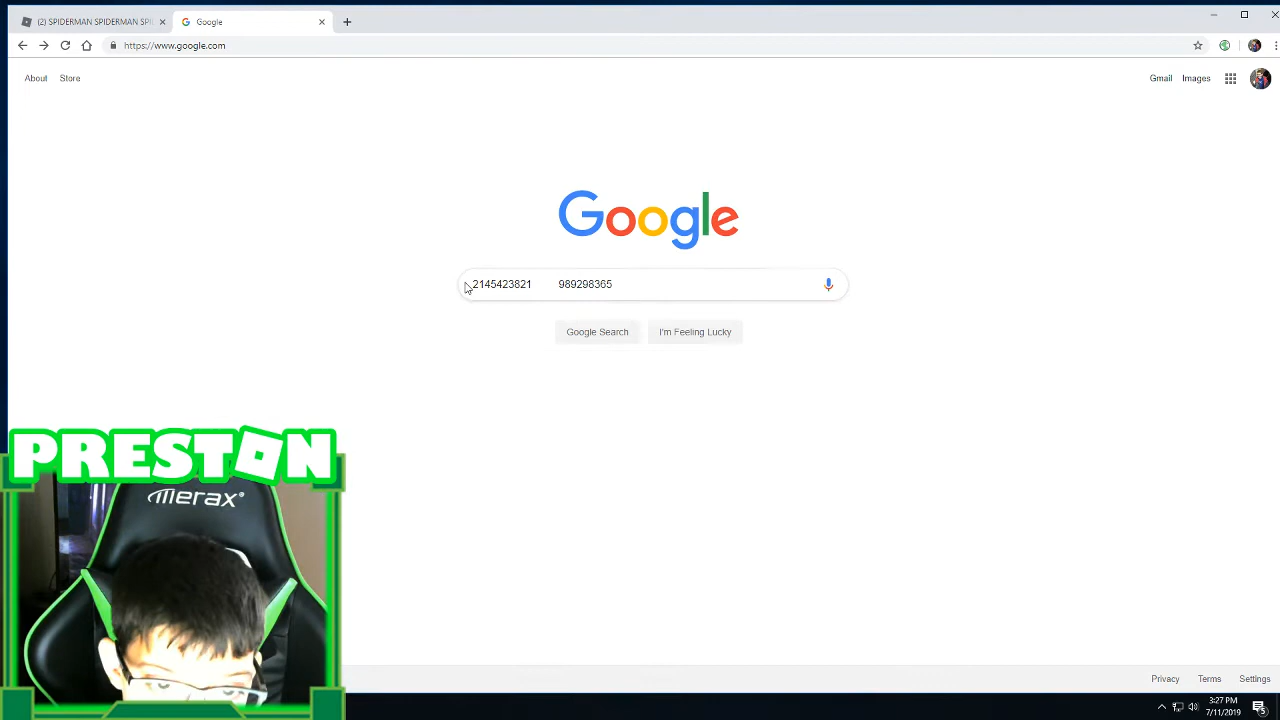 (2) SPIDERMAN SPIDERMAN SPI
Google
https://www.google.com
About Store
Gmail Images
Google
2145423821 989298365
Google Search I'm Feeling Lucky
PRESTON
merax®
Privacy Terms Settings
3:27 PM
7/11/2019